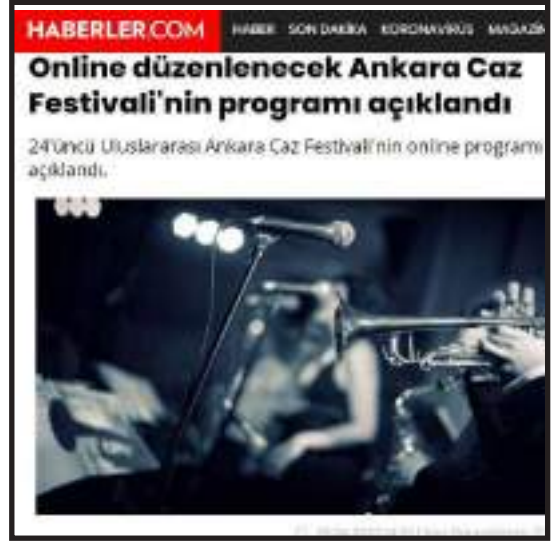 HABERLER.COM HABER SON DAKİKA KORONAVİRÜS MAGAZİN
Online düzenlenecek Ankara Caz
Festivali'nin programı açıklandı
24'üncü Uluslararası Ankara Caz Festivali'nin online programı
açıklandı.